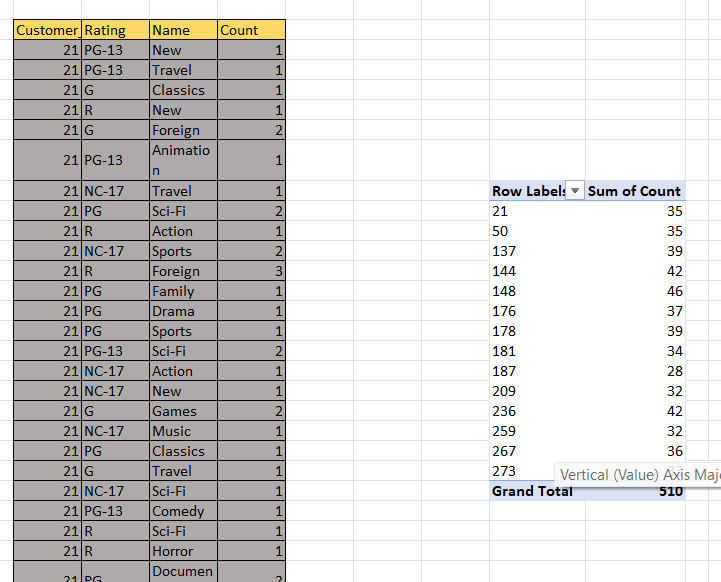 Customer Rating Name Count
21 PG-13 New 1
21 PG-13 Travel 1
21 G Classics 1
21 R New 1
21 G Foreign 2
21 PG-13 Animatio
n 1
21 NC-17 Travel 1
21 PG Sci-Fi 2
21 R Action 1
21 NC-17 Sports 2
21 R Foreign 3
21 PG Family 1
21 PG Drama 1
21 PG Sports 1
21 PG-13 Sci-Fi 2
21 NC-17 Action 1
21 NC-17 New 1
21 G Games 2
21 NC-17 Music 1
21 PG Classics 1
21 G Travel 1
21 NC-17 Sci-Fi 1
21 PG-13 Comedy 1
21 R Sci-Fi 1
21 R Horror 1
21 PG Documen 2
Row Labels Sum of Count
21 35
50 35
137 39
144 42
148 46
176 37
178 39
181 34
187 28
209 32
236 42
259 32
267 36
273
Vertical (Value) Axis Maj
Grand Total 510